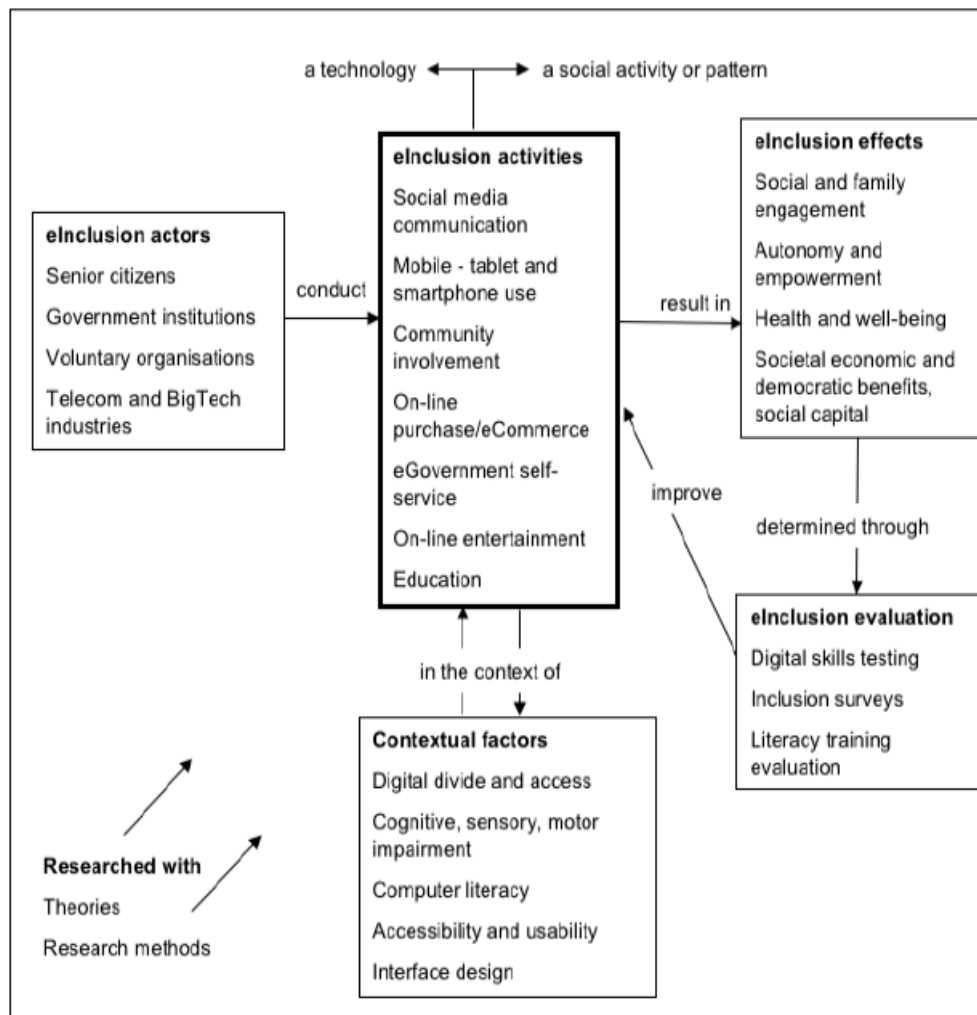 a technology
a social activity or pattern
eInclusion activities
Social media
communication
Mobile - tablet and
smartphone use
Community
involvement
On-line
purchase/eCommerce
eGovernment self-
service
On-line entertainment
Education
eInclusion actors
Senior citizens
Government institutions
Voluntary organisations
Telecom and BigTech
industries
conduct
result in
eInclusion effects
Social and family
engagement
Autonomy and
empowerment
Health and well-being
Societal economic and
democratic benefits,
social capital
improve
determined through
eInclusion evaluation
Digital skills testing
Inclusion surveys
Literacy training
evaluation
in the context of
Contextual factors
Digital divide and access
Cognitive, sensory, motor
impairment
Computer literacy
Accessibility and usability
Interface design
Researched with
Theories
Research methods